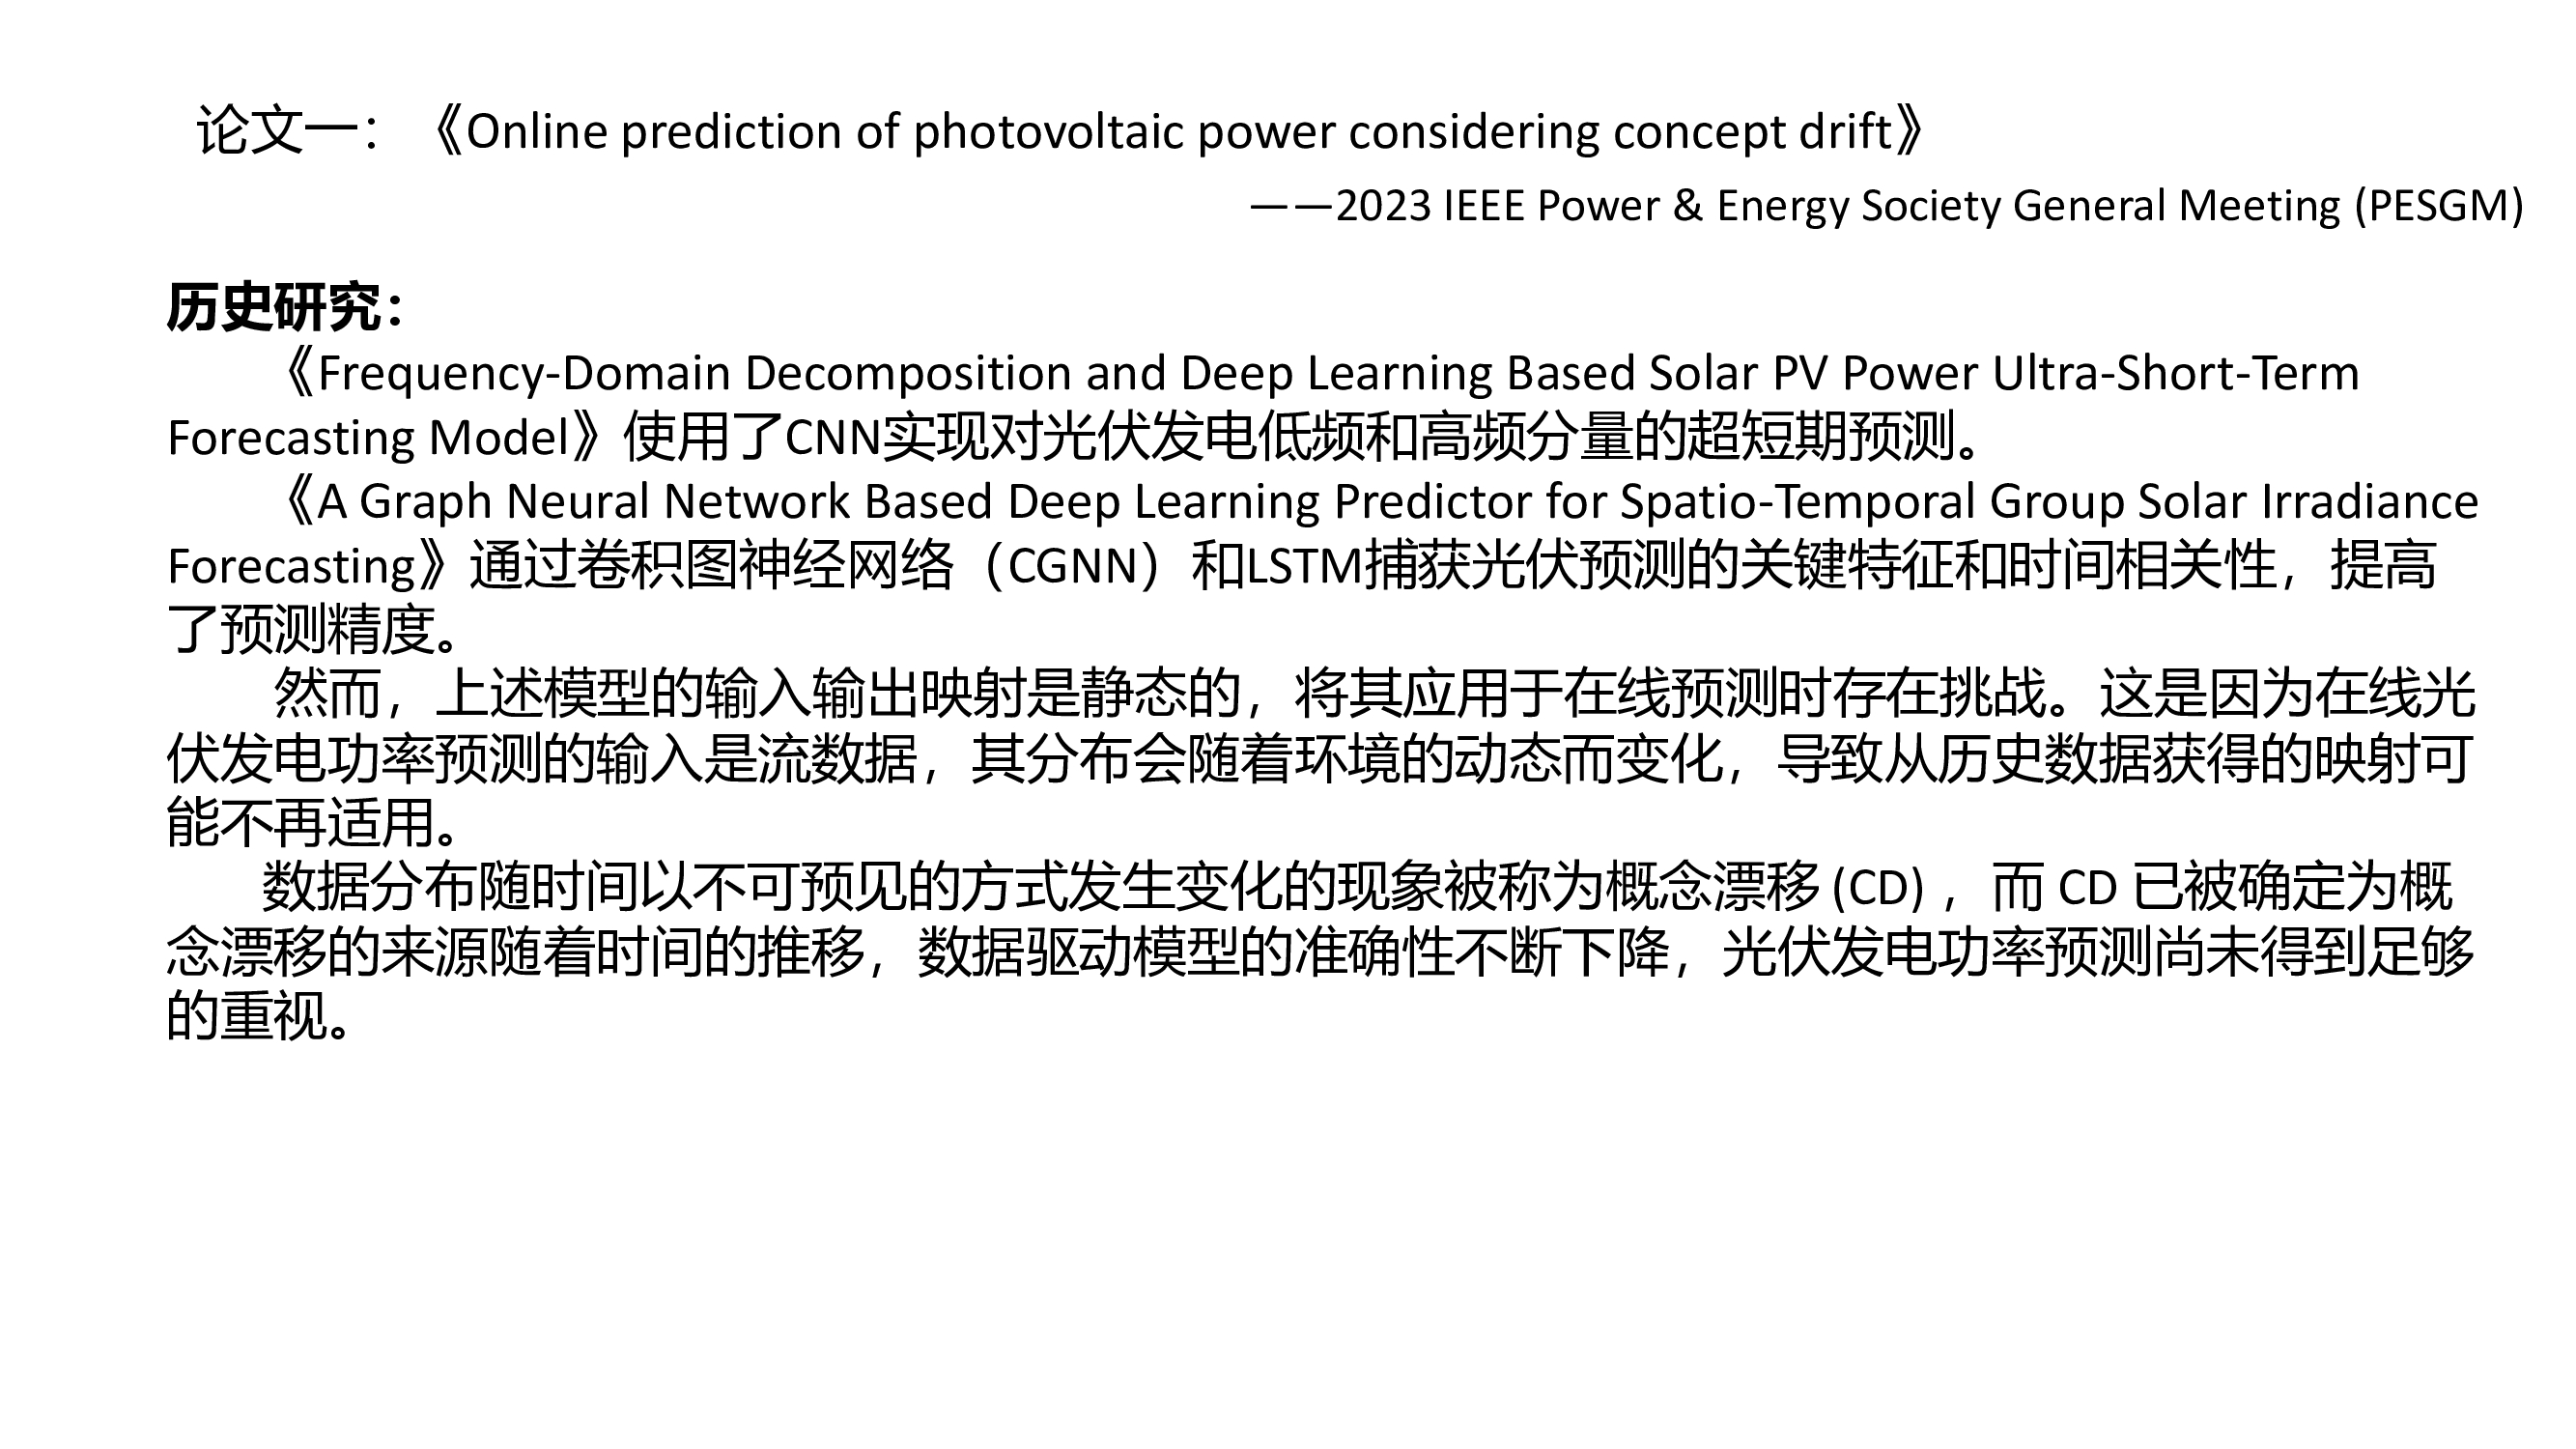 论文一：《Online prediction of photovoltaic power considering concept drift》
——2023 IEEE Power & Energy Society General Meeting (PESGM)
历史研究：
《Frequency-Domain Decomposition and Deep Learning Based Solar PV Power Ultra-Short-Term
Forecasting Model》使用了CNN实现对光伏发电低频和高频分量的超短期预测。
《A Graph Neural Network Based Deep Learning Predictor for Spatio-Temporal Group Solar Irradiance
Forecasting》通过卷积图神经网络（CGNN）和LSTM捕获光伏预测的关键特征和时间相关性，提高
了预测精度。
然而，上述模型的输入输出映射是静态的，将其应用于在线预测时存在挑战。这是因为在线光
伏发电功率预测的输入是流数据，其分布会随着环境的动态而变化，导致从历史数据获得的映射可
能不再适用。
数据分布随时间以不可预见的方式发生变化的现象被称为概念漂移 (CD) ，而 CD 已被确定为概
念漂移的来源随着时间的推移，数据驱动模型的准确性不断下降，光伏发电功率预测尚未得到足够
的重视。